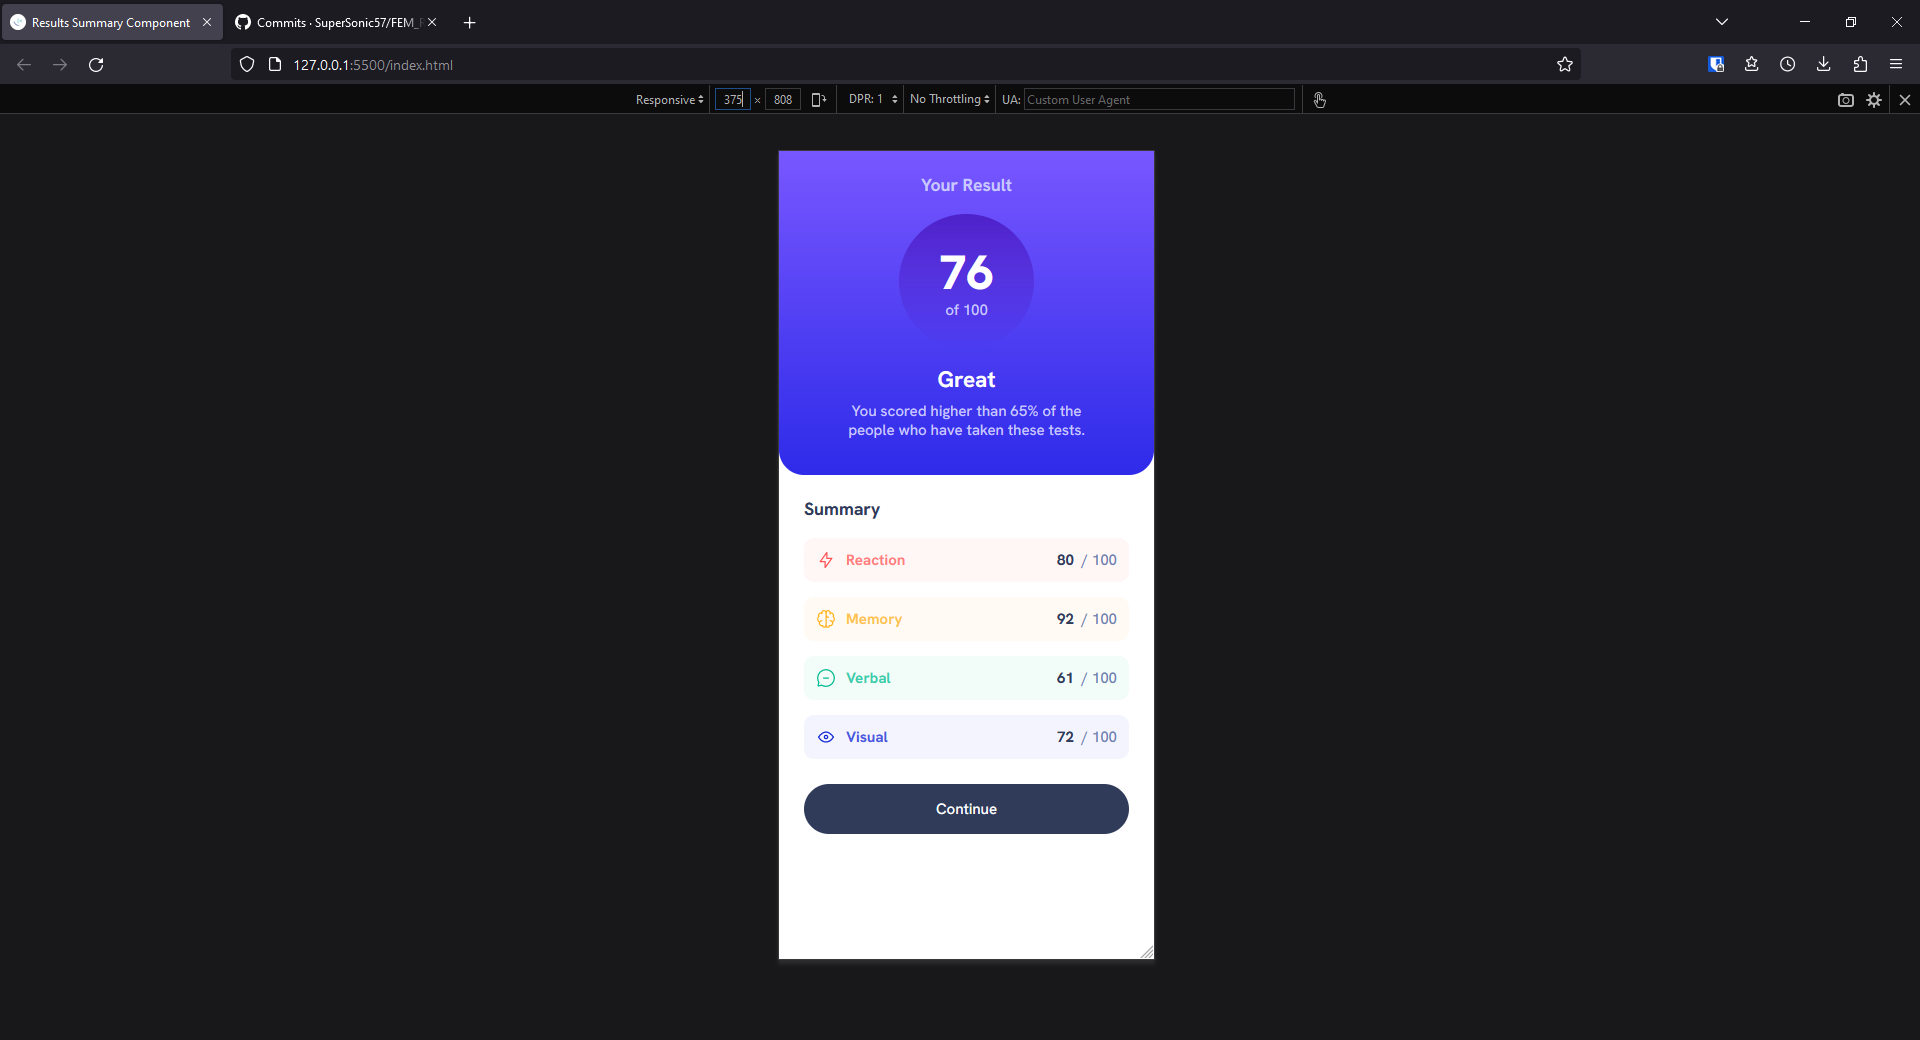 Results Summary Component
Commits · SuperSonic57/FEM_
127.0.0.1:5500/index.html
Responsive 375 × 808 DPR: 1 No Throttling UA: Custom User Agent
Your Result
76
of 100
Great
You scored higher than 65% of the
people who have taken these tests.
Summary
Reaction 80 / 100
Memory 92 / 100
Verbal 61 / 100
Visual 72 / 100
Continue